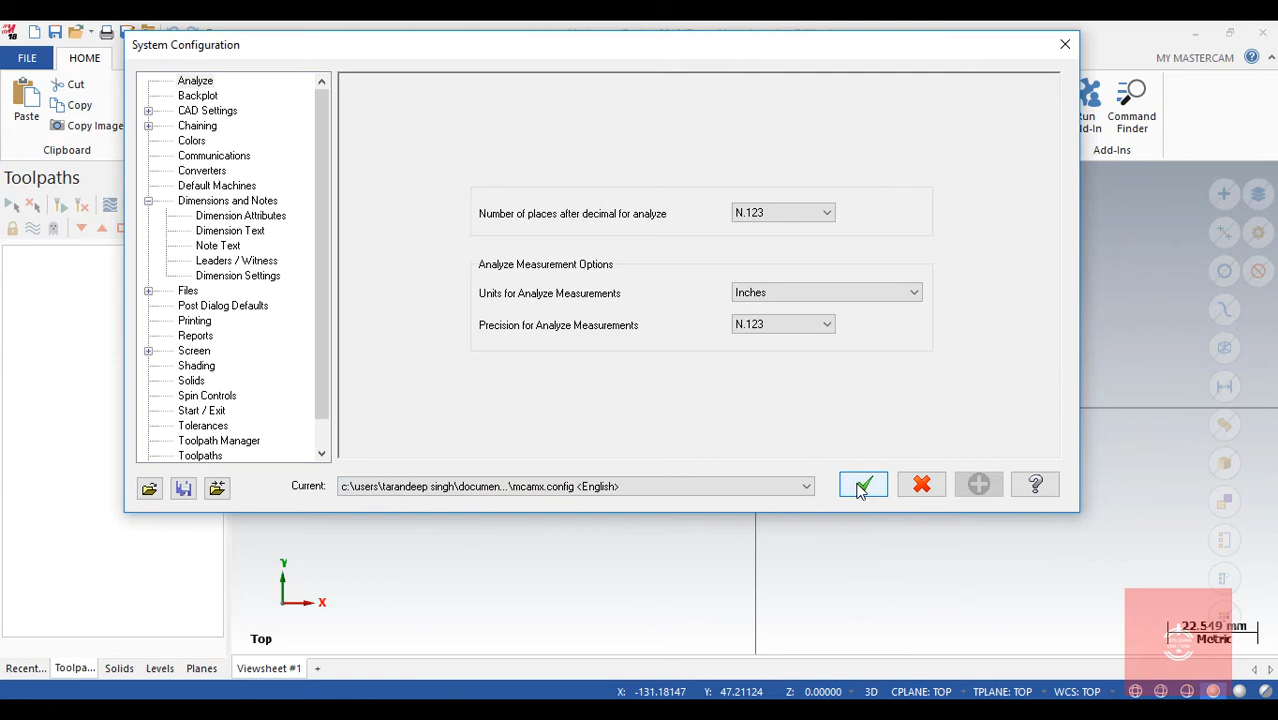 18
System Configuration
FILE
HOME
MY MASTERCAM
Cut
Copy
Copy Image
Paste
Clipboard
Run
Add-In
Command
Finder
Add-Ins
Toolpaths
Analyze
Backplot
CAD Settings
Chaining
Colors
Communications
Converters
Default Machines
Dimensions and Notes
Dimension Attributes
Dimension Text
Note Text
Leaders / Witness
Dimension Settings
Files
Post Dialog Defaults
Printing
Reports
Screen
Shading
Solids
Spin Controls
Start / Exit
Tolerances
Toolpath Manager
Toolpaths
Number of places after decimal for analyze
N.123
Analyze Measurement Options
Units for Analyze Measurements
Inches
Precision for Analyze Measurements
N.123
Current:
c:\users\tarandeep singh\documen...\mcamx.config <English>
Y
X
Top
22.549 mm
Metric
Recent...
Toolpa...
Solids
Levels
Planes
Viewsheet #1
+
X: -131.18147
Y: 47.21124
Z: 0.00000
3D
CPLANE: TOP
TPLANE: TOP
WCS: TOP